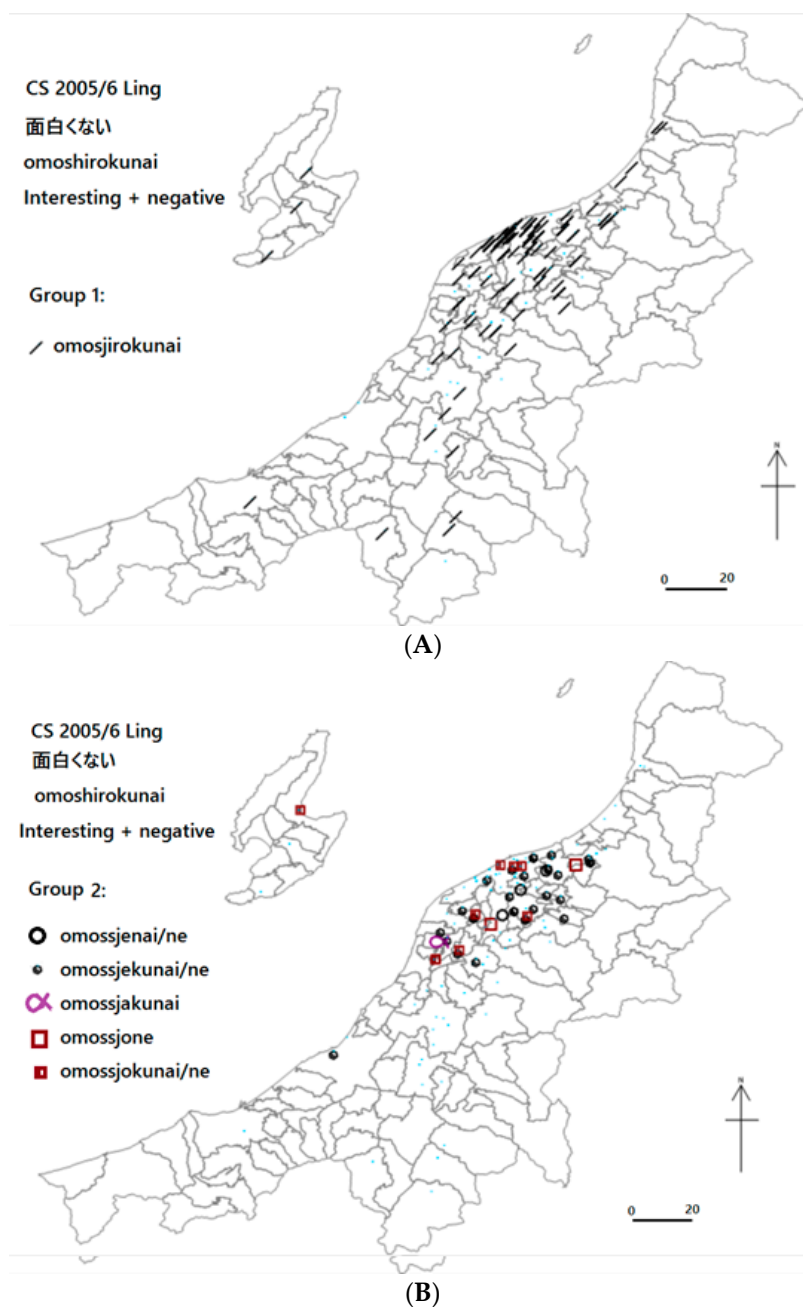 CS 2005/6 Ling
面白くない
omoshirokunai
Interesting + negative
Group 1:
omosjirokunai
N
0 20
(A)
CS 2005/6 Ling
面白くない
omoshirokunai
Interesting + negative
Group 2:
omossjenai/ne
omossjekunai/ne
omossjakunai
omossjone
omossjokunai/ne
N
0 20
(B)